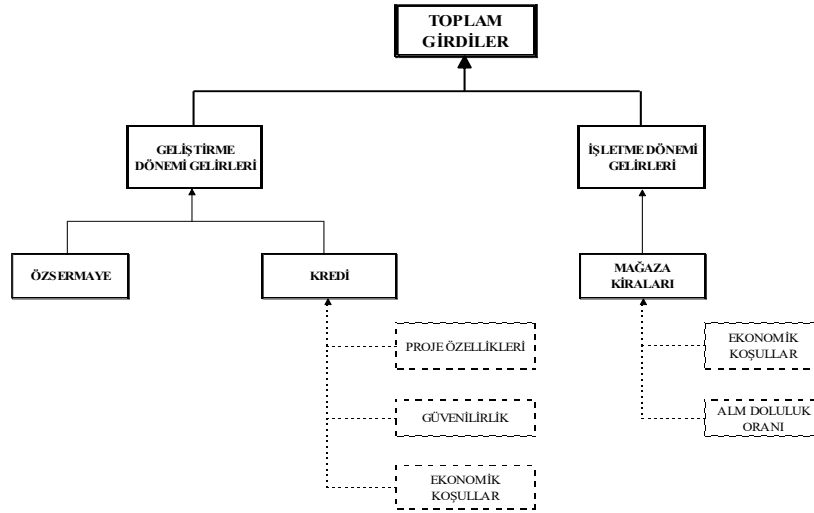 TOPLAM
GİRDİLER
GELİŞTİRME
DÖNEMİ GELİRLERİ
İŞLETME DÖNEMİ
GELİRLERİ
ÖZSERMAYE
KREDİ
MAĞAZA
KİRALARI
PROJE ÖZELLİKLERİ
EKONOMİK
KOŞULLAR
GÜVENİLİRLİK
ALM DOLULUK
ORANI
EKONOMİK
KOŞULLAR